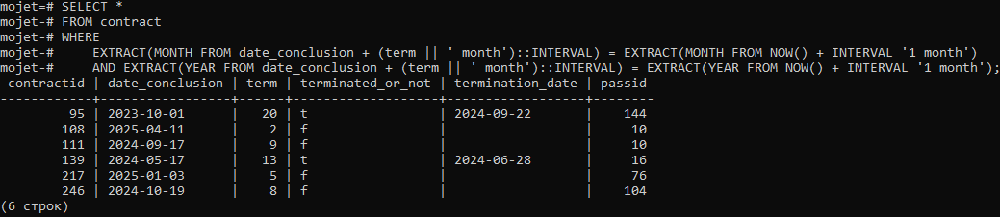 mojet=# SELECT *
mojet-# FROM contract
mojet-# WHERE
mojet-#     EXTRACT(MONTH FROM date_conclusion + (term || ' month')::INTERVAL) = EXTRACT(MONTH FROM NOW() + INTERVAL '1 month')
mojet-#     AND EXTRACT(YEAR FROM date_conclusion + (term || ' month')::INTERVAL) = EXTRACT(YEAR FROM NOW() + INTERVAL '1 month');
 contractid | date_conclusion | term | terminated_or_not | termination_date | passid
------------+-----------------+------+-------------------+------------------+--------
         95 | 2023-10-01      |   20 | t                 | 2024-09-22       |    144
        108 | 2025-04-11      |    2 | f                 |                  |     10
        111 | 2024-09-17      |    9 | f                 |                  |     10
        139 | 2024-05-17      |   13 | t                 | 2024-06-28       |     16
        217 | 2025-01-03      |    5 | f                 |                  |     76
        246 | 2024-10-19      |    8 | f                 |                  |    104
(6 строк)